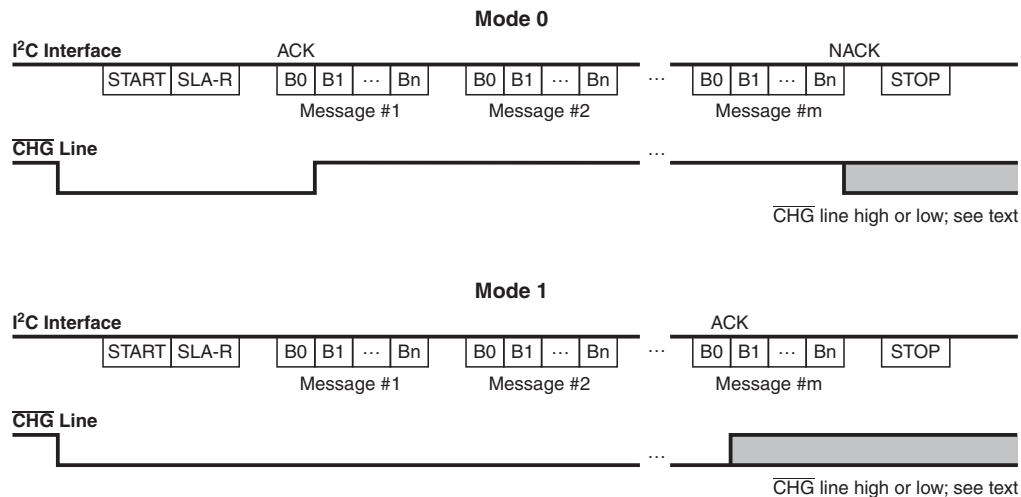 Mode 0
I²C Interface ACK NACK
START SLA-R B0 B1 ... Bn B0 B1 ... Bn ... B0 B1 ... Bn STOP
Message #1 Message #2 Message #m
CHG Line ...
CHG line high or low; see text
Mode 1
I²C Interface ACK
START SLA-R B0 B1 ... Bn B0 B1 ... Bn ... B0 B1 ... Bn STOP
Message #1 Message #2 Message #m
CHG Line
...
CHG line high or low; see text